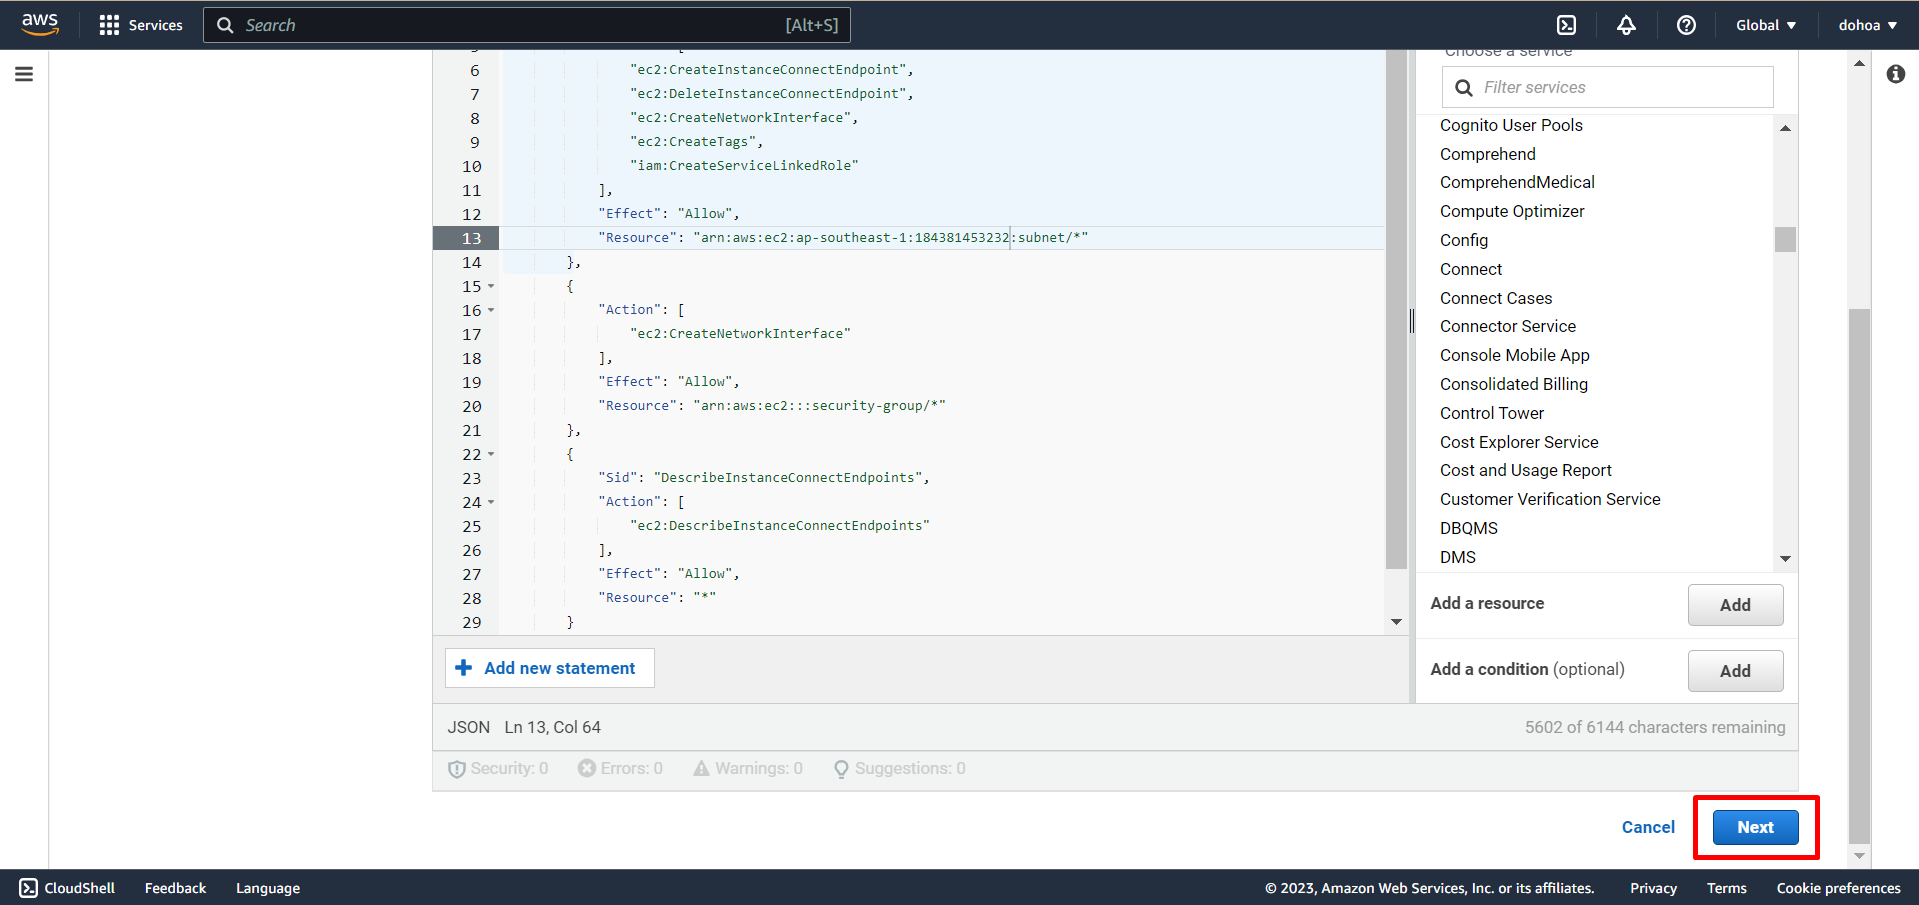 aws
Services
Search
[Alt+S]
Global
dohoa
[
6
"ec2:CreateInstanceConnectEndpoint",
7
"ec2:DeleteInstanceConnectEndpoint",
8
"ec2:CreateNetworkInterface",
9
"ec2:CreateTags",
10
"iam:CreateServiceLinkedRole"
11
],
12
"Effect": "Allow",
13
"Resource": "arn:aws:ec2:ap-southeast-1:184381453232:subnet/*"
14
},
15
{
16
"Action": [
17
"ec2:CreateNetworkInterface"
18
],
19
"Effect": "Allow",
20
"Resource": "arn:aws:ec2:::security-group/*"
21
},
22
{
23
"Sid": "DescribeInstanceConnectEndpoints",
24
"Action": [
25
"ec2:DescribeInstanceConnectEndpoints"
26
],
27
"Effect": "Allow",
28
"Resource": "*"
29
}
Add new statement
Choose a service
Filter services
Cognito User Pools
Comprehend
ComprehendMedical
Compute Optimizer
Config
Connect
Connect Cases
Connector Service
Console Mobile App
Consolidated Billing
Control Tower
Cost Explorer Service
Cost and Usage Report
Customer Verification Service
DBQMS
DMS
Add a resource
Add
Add a condition (optional)
Add
JSON Ln 13, Col 64
5602 of 6144 characters remaining
Security: 0
Errors: 0
Warnings: 0
Suggestions: 0
Cancel
Next
CloudShell
Feedback
Language
© 2023, Amazon Web Services, Inc. or its affiliates.
Privacy
Terms
Cookie preferences